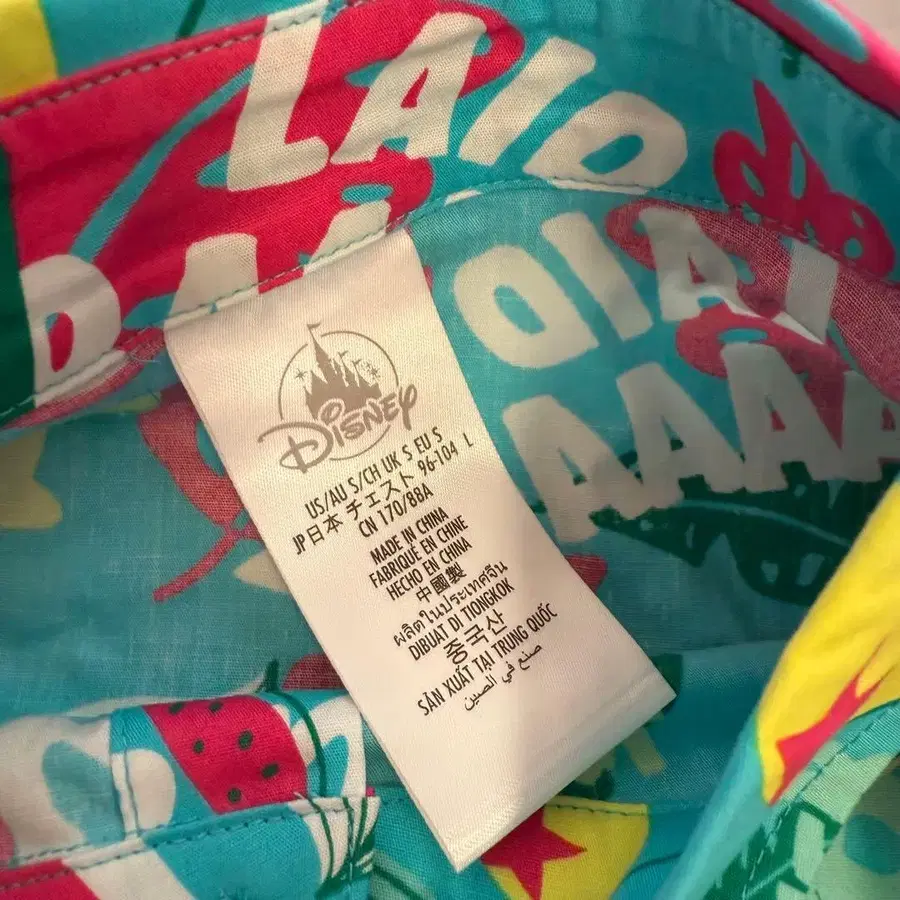 LAIO
QIA
AAAA
Disney
US/AU S/CH UK S EU S
JP日本 チェスト 96-104 L
CN 170/88A
MADE IN CHINA
FABRIQUÉ EN CHINE
HECHO EN CHINA
中國製
ผลิตในประเทศจีน
DIBUAT DI TIONGKOK
중국산
SẢN XUẤT TẠI TRUNG QUỐC
صنع في الصين